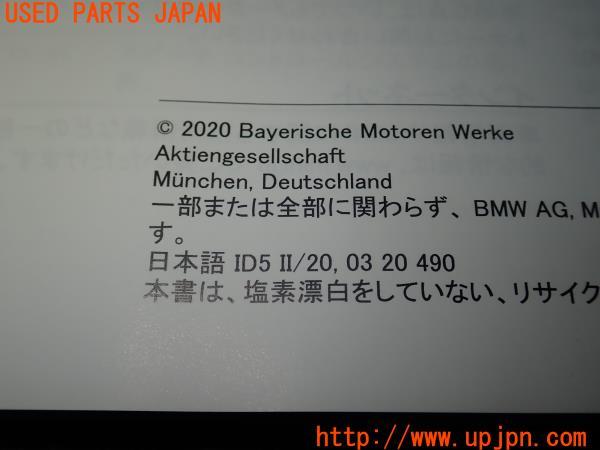 USED PARTS JAPAN
© 2020 Bayerische Motoren Werke
Aktiengesellschaft
München, Deutschland
一部または全部に関わらず、BMW AG, M
す。
日本語 ID5 II/20, 03 20 490
本書は、塩素漂白をしていない、リサイク
http://www.upjpn.com